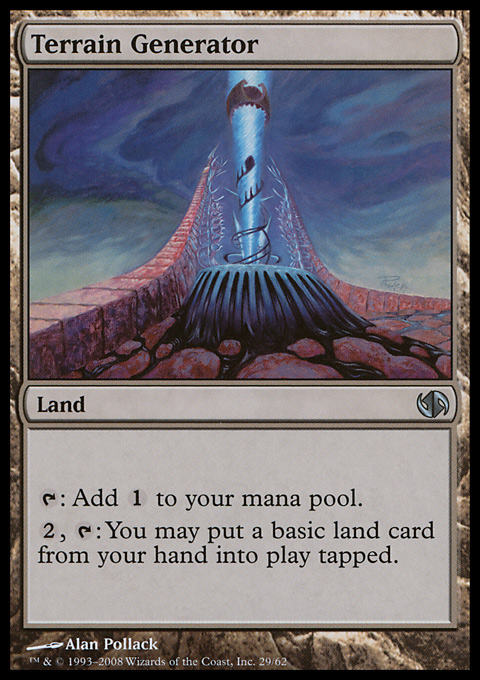 Terrain Generator
Land
: Add 1 to your mana pool.
2, : You may put a basic land card
from your hand into play tapped.
Alan Pollack
™ & © 1993–2008 Wizards of the Coast, Inc. 29/62